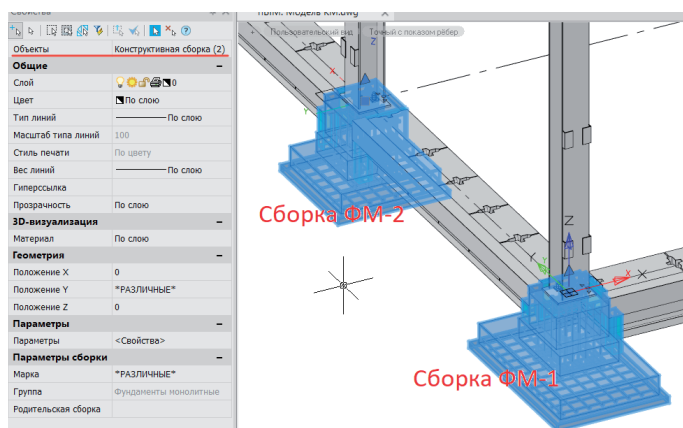 Свойства
Пилм. Модель КМ.dwg ×
Объекты Конструктивная сборка (2)
Общие –
Слой 0
Цвет По слою
Тип линий По слою
Масштаб типа линий 100
Стиль печати По цвету
Вес линий По слою
Гиперссылка
Прозрачность По слою
3D-визуализация –
Материал По слою
Геометрия –
Положение X 0
Положение Y *РАЗЛИЧНЫЕ*
Положение Z 0
Параметры –
Параметры <Свойства>
Параметры сборки –
Марка *РАЗЛИЧНЫЕ*
Группа Фундаменты монолитные
Родительская сборка
Пользовательский вид Точный с показом рёбер
Z
X
Y
Сборка ФМ-2
Z
Y
Y
X
X
Сборка ФМ-1